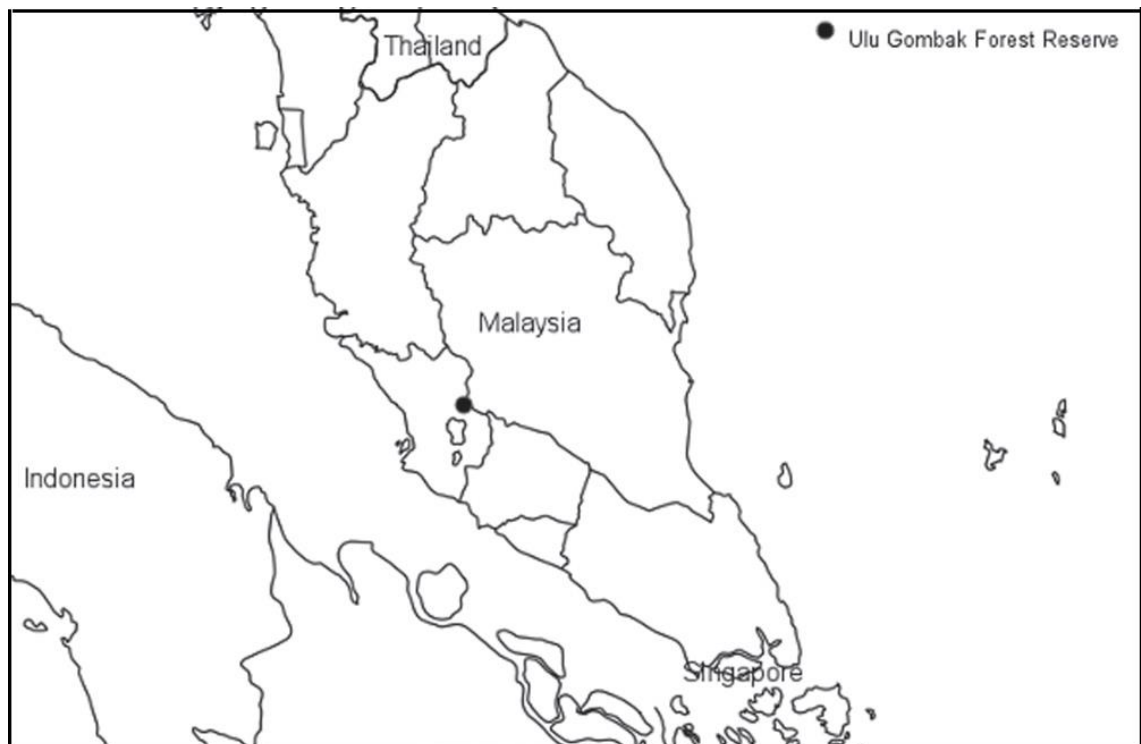 Thailand
Ulu Gombak Forest Reserve
Malaysia
Indonesia
Singapore